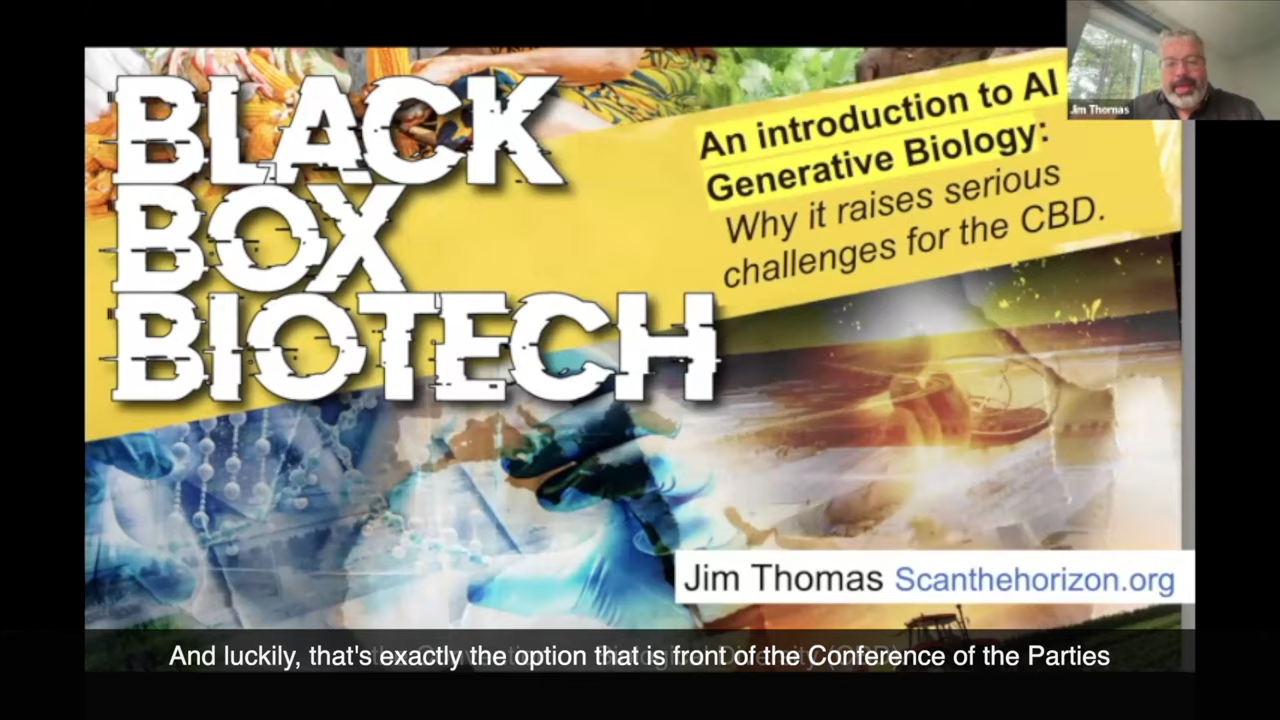 BLACK
BOX
BIOTECH
An introduction to AI
Generative Biology:
Why it raises serious
challenges for the CBD.
Jim Thomas
Jim Thomas Scanthehorizon.org
And luckily, that's exactly the option that is front of the Conference of the Parties